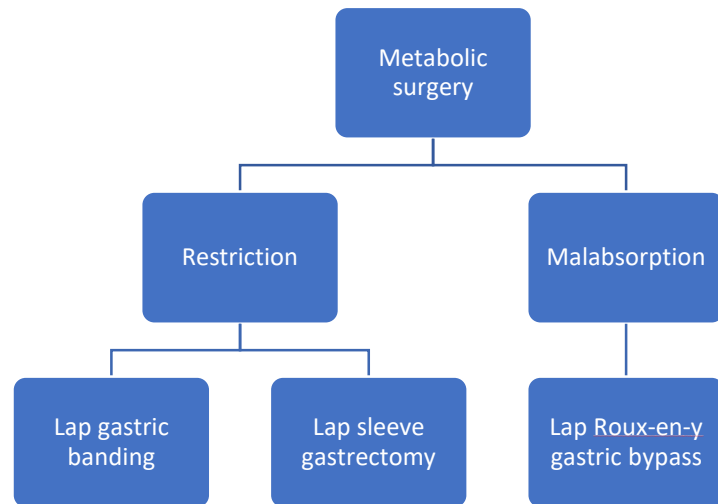 Metabolic
surgery
Restriction
Malabsorption
Lap gastric
banding
Lap sleeve
gastrectomy
Lap Roux-en-y
gastric bypass